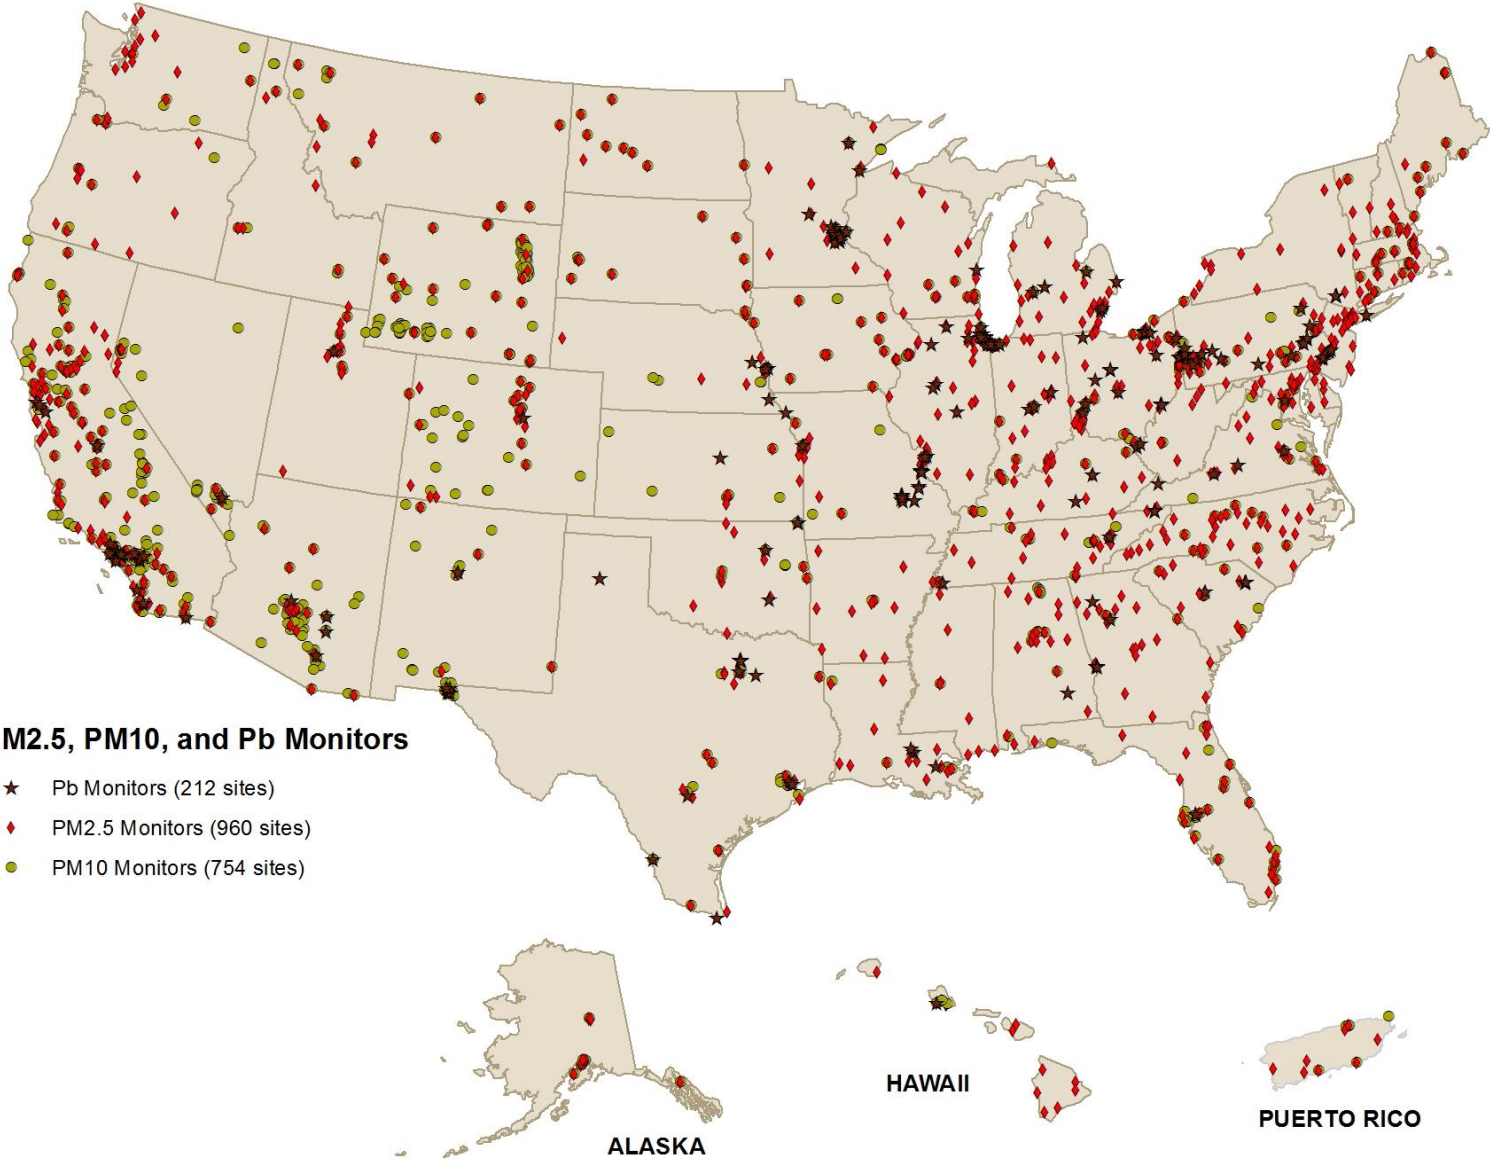 M2.5, PM10, and Pb Monitors
Pb Monitors (212 sites)
PM2.5 Monitors (960 sites)
PM10 Monitors (754 sites)
ALASKA
HAWAII
PUERTO RICO